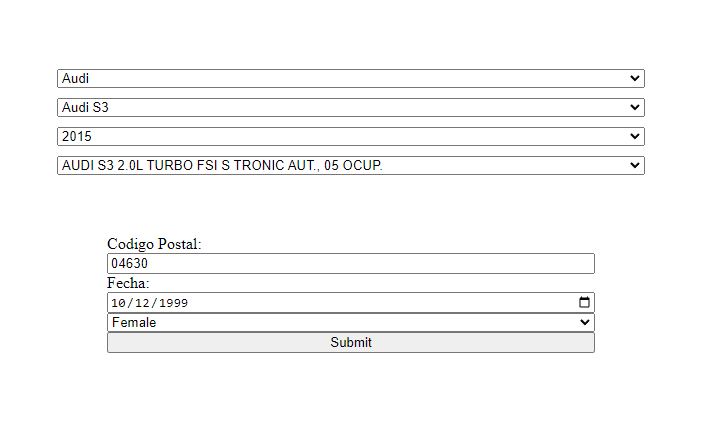 Audi
Audi S3
2015
AUDI S3 2.0L TURBO FSI S TRONIC AUT., 05 OCUP.
Codigo Postal:
04630
Fecha:
10/12/1999
Female
Submit